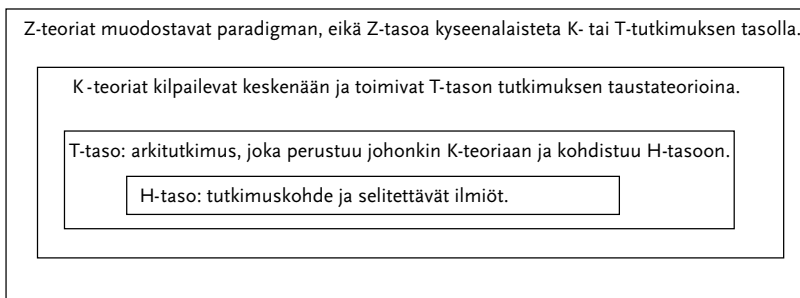 Z-teoriat muodostavat paradigman, eikä Z-tasoa kyseenalaisteta K- tai T-tutkimuksen tasolla.
K-teoriat kilpailevat keskenään ja toimivat T-tason tutkimuksen taustateorioina.
T-taso: arkitutkimus, joka perustuu johonkin K-teoriaan ja kohdistuu H-tasoon.
H-taso: tutkimuskohde ja selitettävät ilmiöt.